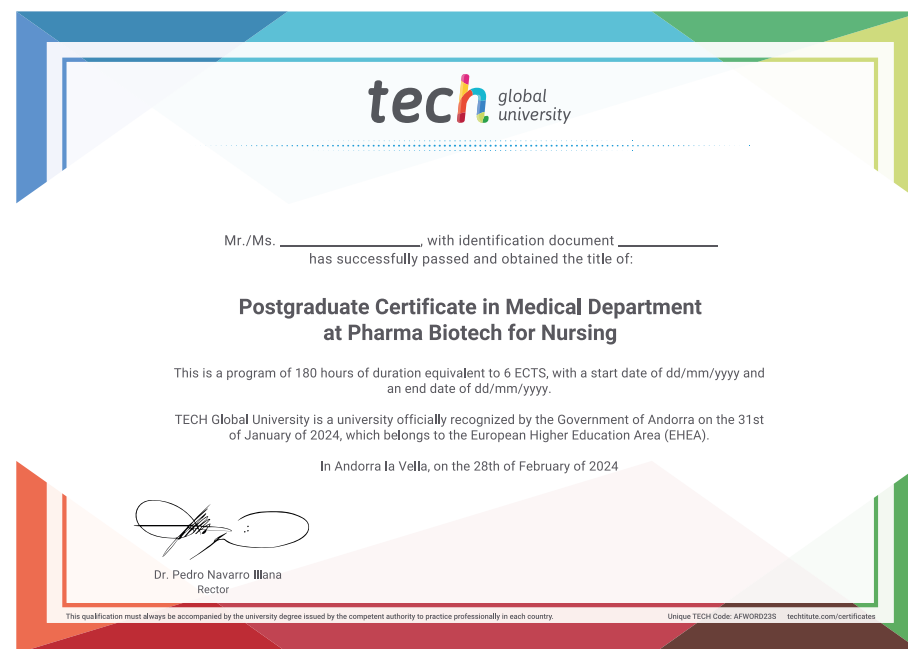 tech global university
Mr./Ms. ____________, with identification document ____________
has successfully passed and obtained the title of:
Postgraduate Certificate in Medical Department
at Pharma Biotech for Nursing
This is a program of 180 hours of duration equivalent to 6 ECTS, with a start date of dd/mm/yyyy and
an end date of dd/mm/yyyy.
TECH Global University is a university officially recognized by the Government of Andorra on the 31st
of January of 2024, which belongs to the European Higher Education Area (EHEA).
In Andorra la Vella, on the 28th of February of 2024
Dr. Pedro Navarro Illana
Rector
This qualification must always be accompanied by the university degree issued by the competent authority to practice professionally in each country.
Unique TECH Code: AFWORD23S techtitute.com/certificates